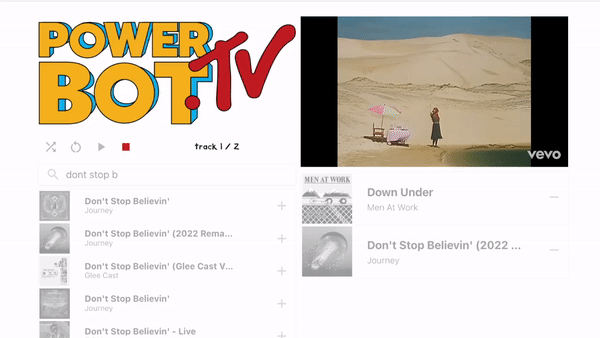 POWER
BOT.TV
track 1 / 2
dont stop b
Don't Stop Believin'
Journey
Don't Stop Believin' (2022 Rema...
Journey
Don't Stop Believin' (Glee Cast V...
Glee Cast
Don't Stop Believin'
Journey
Don't Stop Believin' - Live
vevo
MEN AT WORK
Down Under
Men At Work
Don't Stop Believin' (2022 ...
Journey